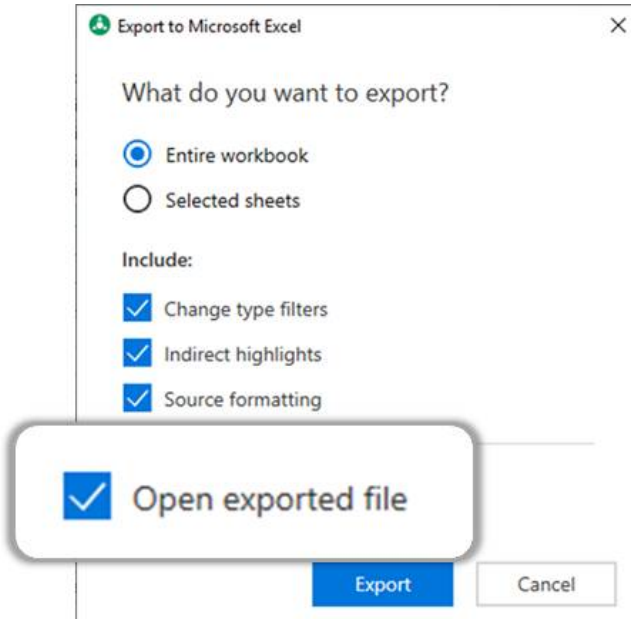 Export to Microsoft Excel
What do you want to export?
Entire workbook
Selected sheets
Include:
Change type filters
Indirect highlights
Source formatting
Open exported file
Export Cancel